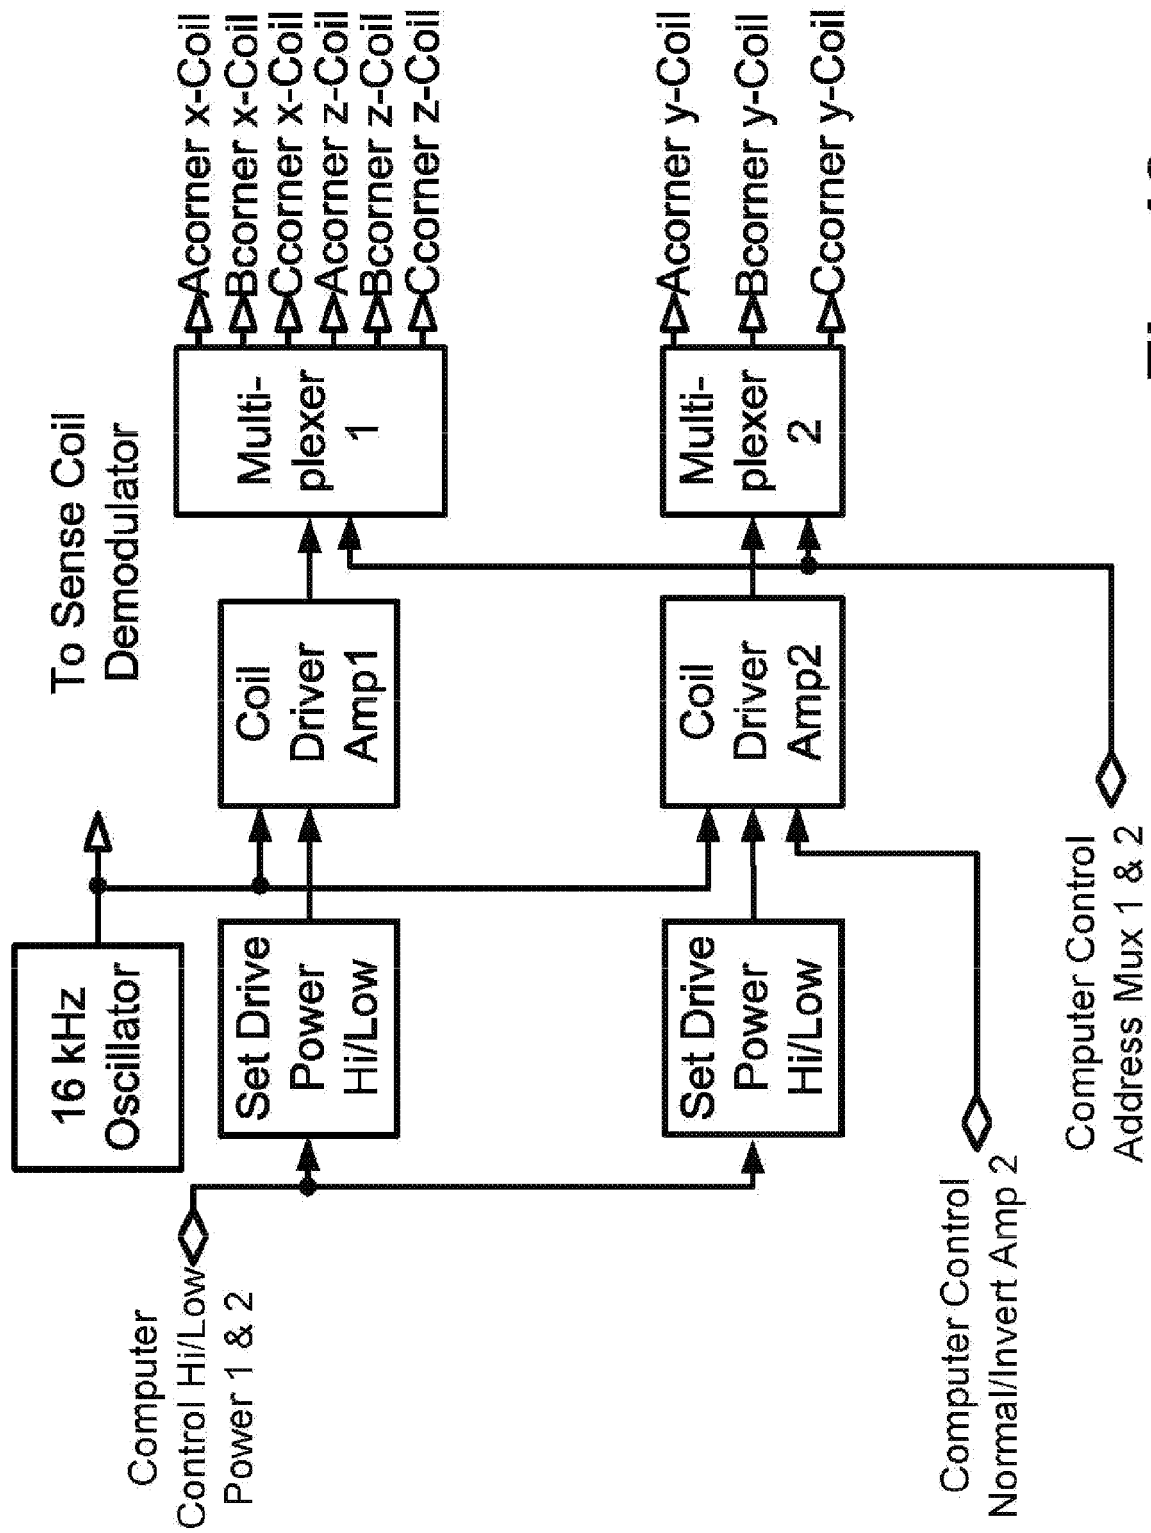 To Sense Coil
Demodulator
16 kHz
Oscillator
Computer
Control Hi/Low
Power 1 & 2
Set Drive
Power
Hi/Low
Coil
Driver
Amp1
Multi-
plexer
1
Acorner x-Coil
Bcorner x-Coil
Ccorner x-Coil
Acorner z-Coil
Bcorner z-Coil
Ccorner z-Coil
Set Drive
Power
Hi/Low
Coil
Driver
Amp2
Multi-
plexer
2
Acorner y-Coil
Bcorner y-Coil
Ccorner y-Coil
Computer Control
Normal/Invert Amp 2
Computer Control
Address Mux 1 & 2